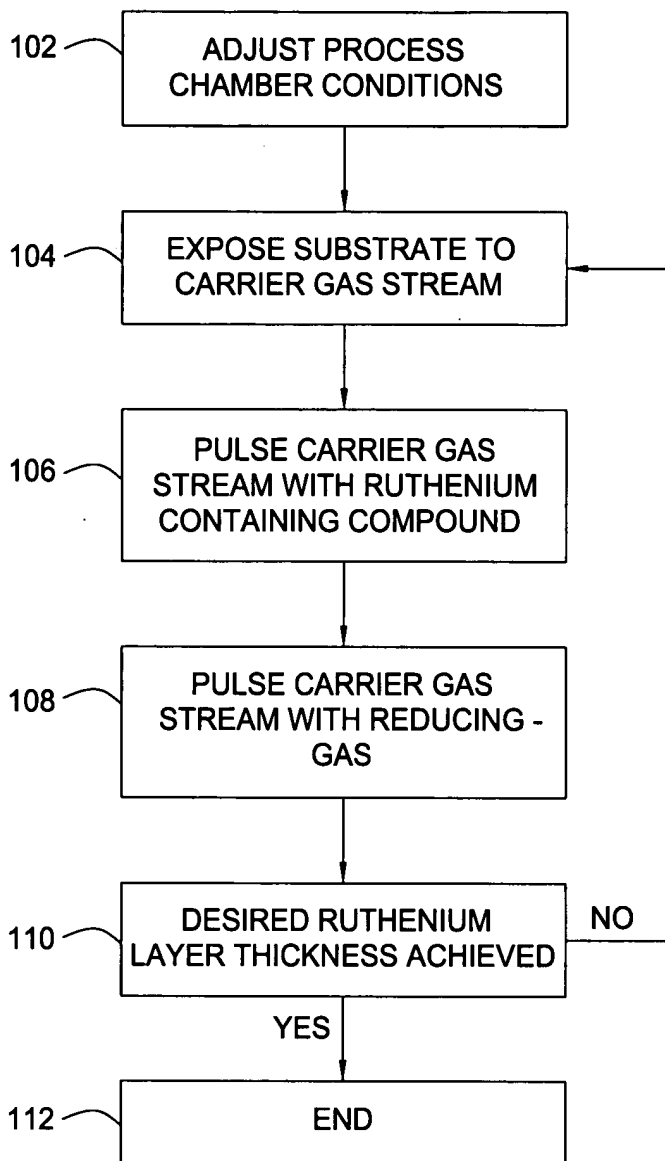 102
ADJUST PROCESS
CHAMBER CONDITIONS
104
EXPOSE SUBSTRATE TO
CARRIER GAS STREAM
106
PULSE CARRIER GAS
STREAM WITH RUTHENIUM
CONTAINING COMPOUND
108
PULSE CARRIER GAS
STREAM WITH REDUCING -
GAS
110
DESIRED RUTHENIUM
LAYER THICKNESS ACHIEVED
NO
YES
112
END